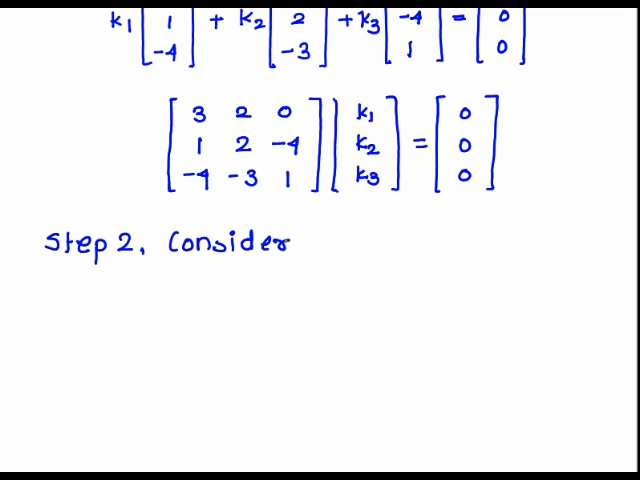 k1 [ 1 ] + k2 [ 2 ] + k3 [ -4 ] = [ 0 ]
[ -4 ] [ -3 ] [ 1 ] [ 0 ]
[ 3 2 0 ] [ k1 ] [ 0 ]
[ 1 2 -4 ] [ k2 ] = [ 0 ]
[ -4 -3 1 ] [ k3 ] [ 0 ]
Step 2. Consider